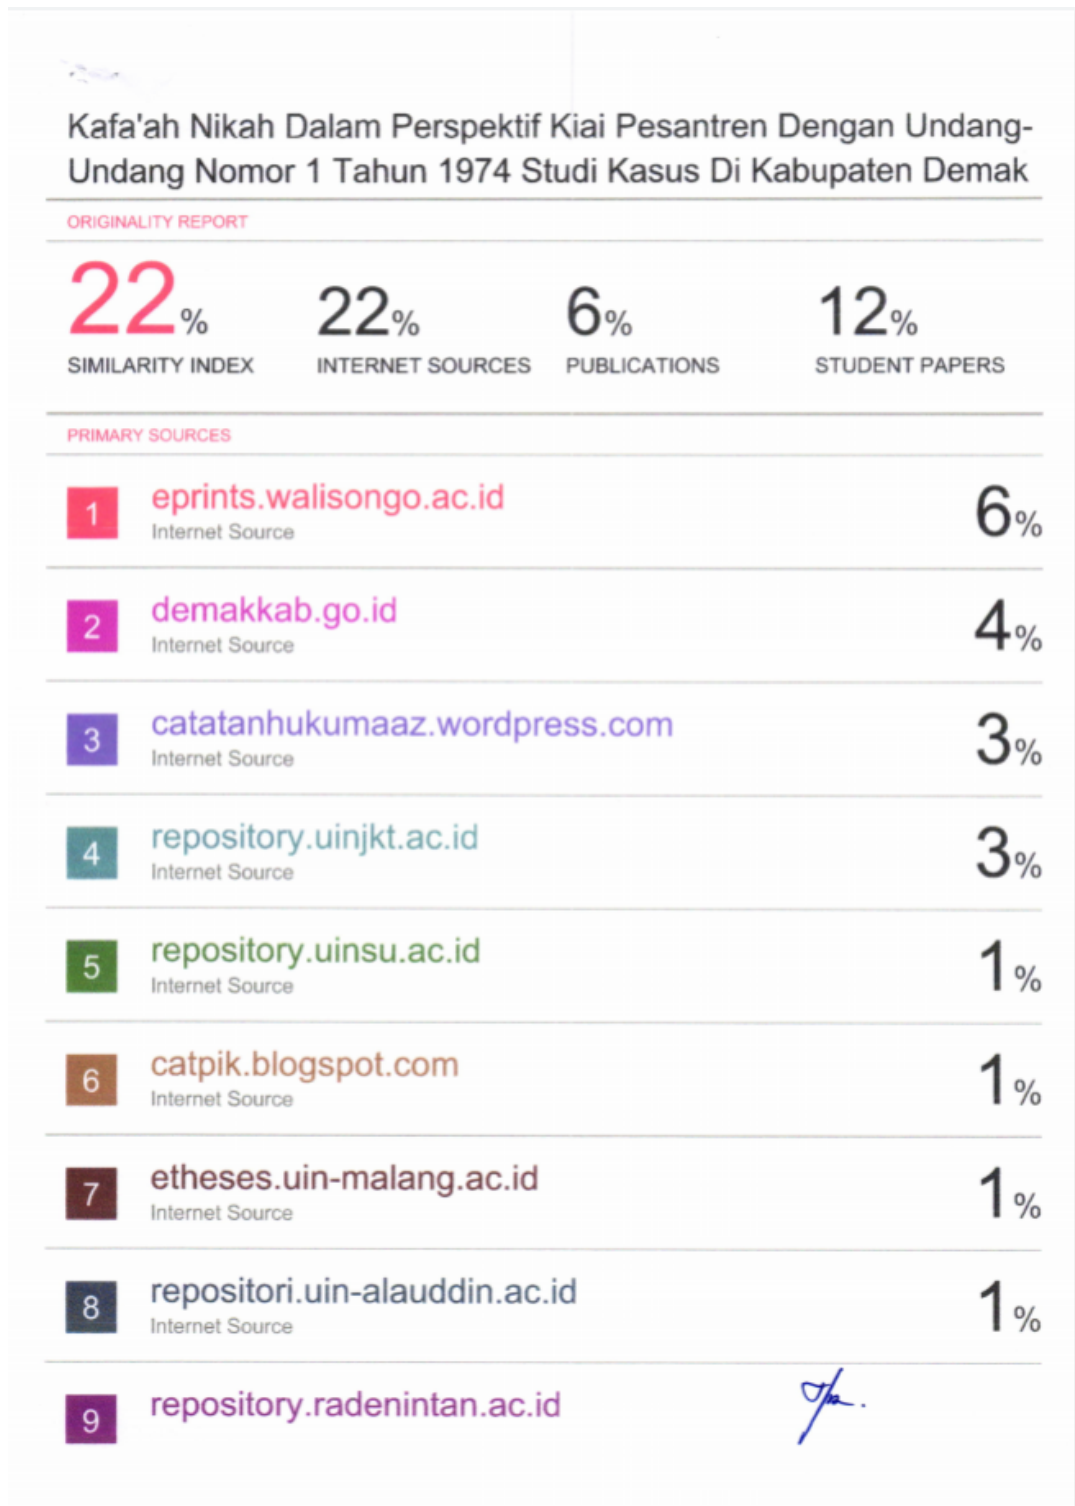 Kafa'ah Nikah Dalam Perspektif Kiai Pesantren Dengan Undang-
Undang Nomor 1 Tahun 1974 Studi Kasus Di Kabupaten Demak
ORIGINALITY REPORT
22% 22% 6% 12%
SIMILARITY INDEX INTERNET SOURCES PUBLICATIONS STUDENT PAPERS
PRIMARY SOURCES
1 eprints.walisongo.ac.id 6%
Internet Source
2 demakkab.go.id 4%
Internet Source
3 catatanhukumaaz.wordpress.com 3%
Internet Source
4 repository.uinjkt.ac.id 3%
Internet Source
5 repository.uinsu.ac.id 1%
Internet Source
6 catpik.blogspot.com 1%
Internet Source
7 etheses.uin-malang.ac.id 1%
Internet Source
8 repositori.uin-alauddin.ac.id 1%
Internet Source
9 repository.radenintan.ac.id